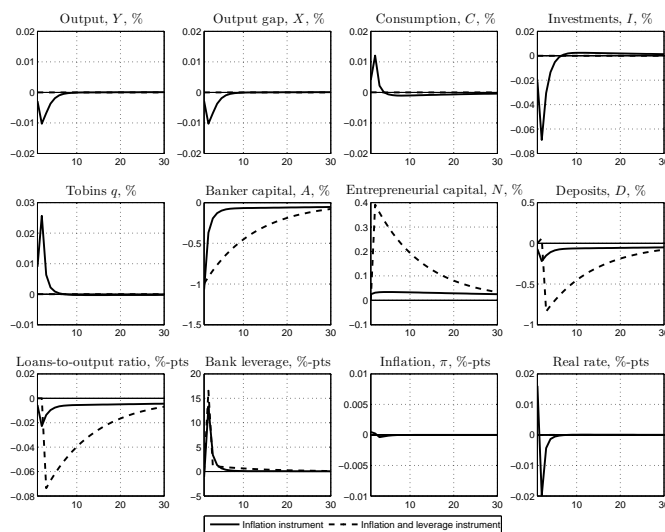 Output, Y, %
Output gap, X, %
Consumption, C, %
Investments, I, %
0.02
0.01
0
−0.01
−0.02
10 20 30
0.02
0.01
0
−0.01
−0.02
10 20 30
0.02
0.01
0
−0.01
−0.02
10 20 30
0.02
0
−0.02
−0.04
−0.06
−0.08
10 20 30
Tobins q, %
Banker capital, A, %
Entrepreneurial capital, N, %
Deposits, D, %
0.03
0.02
0.01
0
−0.01
10 20 30
0
−0.5
−1
−1.5
10 20 30
0.4
0.3
0.2
0.1
0
−0.1
10 20 30
0.5
0
−0.5
−1
10 20 30
Loans-to-output ratio, %-pts
Bank leverage, %-pts
Inflation, π, %-pts
Real rate, %-pts
0.02
0
−0.02
−0.04
−0.06
−0.08
10 20 30
20
15
10
5
0
5
10 20 30
0.01
0.005
0
−0.005
−0.01
10 20 30
0.02
0.01
0
−0.01
−0.02
10 20 30
Inflation instrument
Inflation and leverage instrument